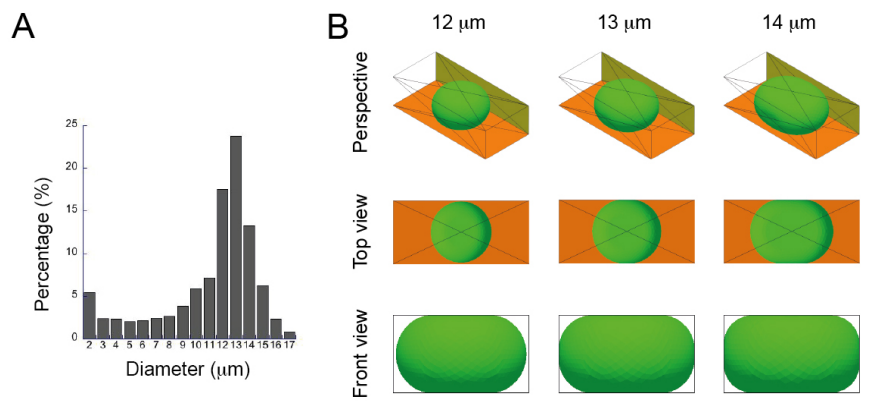 A
25
20
15
10
5
0
Percentage (%)
2 3 4 5 6 7 8 9 10 11 12 13 14 15 16 17
Diameter (μm)
B
12 μm 13 μm 14 μm
Perspective
Top view
Front view